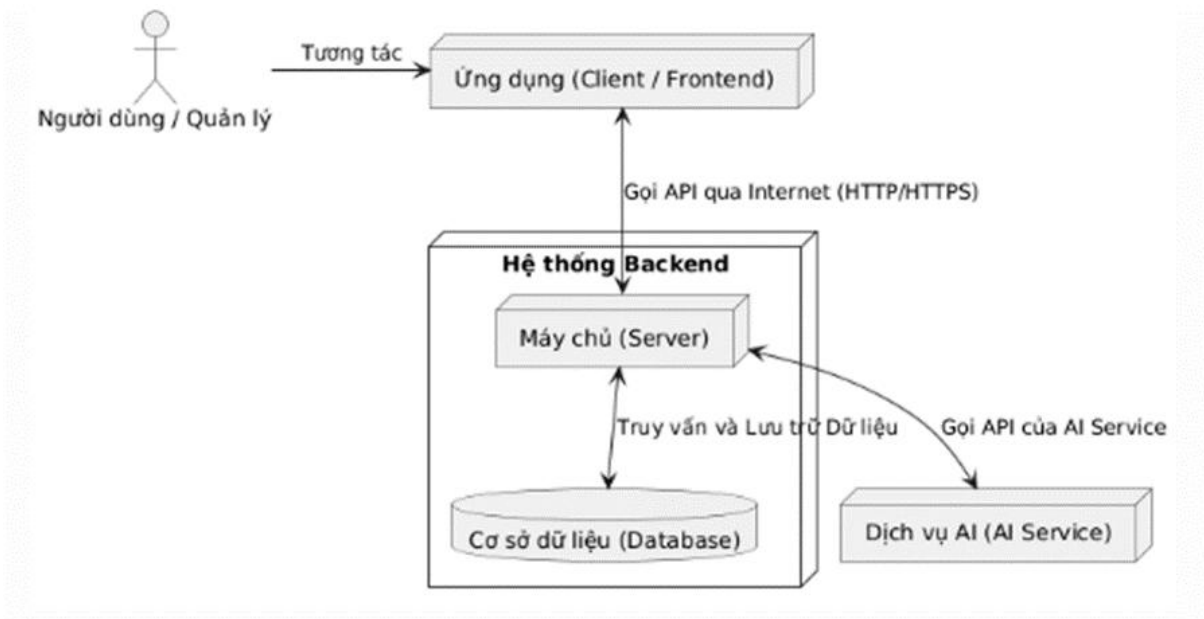 Tương tác
Ứng dụng (Client / Frontend)
Người dùng / Quản lý
Gọi API qua Internet (HTTP/HTTPS)
Hệ thống Backend
Máy chủ (Server)
Truy vấn và Lưu trữ Dữ liệu
Gọi API của AI Service
Cơ sở dữ liệu (Database)
Dịch vụ AI (AI Service)